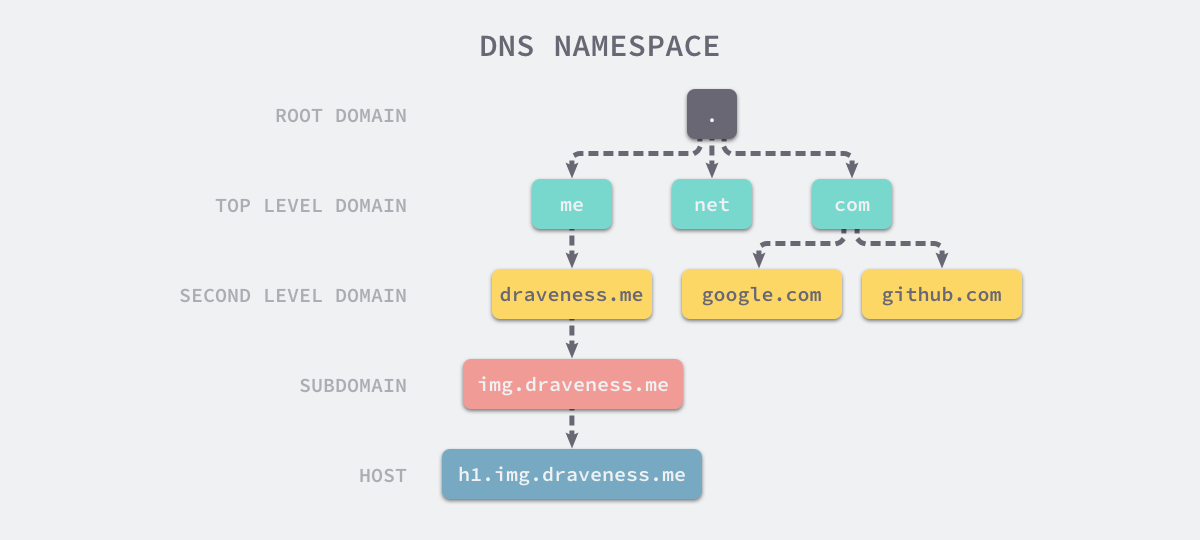 DNS NAMESPACE
ROOT DOMAIN
.
TOP LEVEL DOMAIN
me
net
com
SECOND LEVEL DOMAIN
draveness.me
google.com
github.com
SUBDOMAIN
img.draveness.me
HOST
h1.img.draveness.me